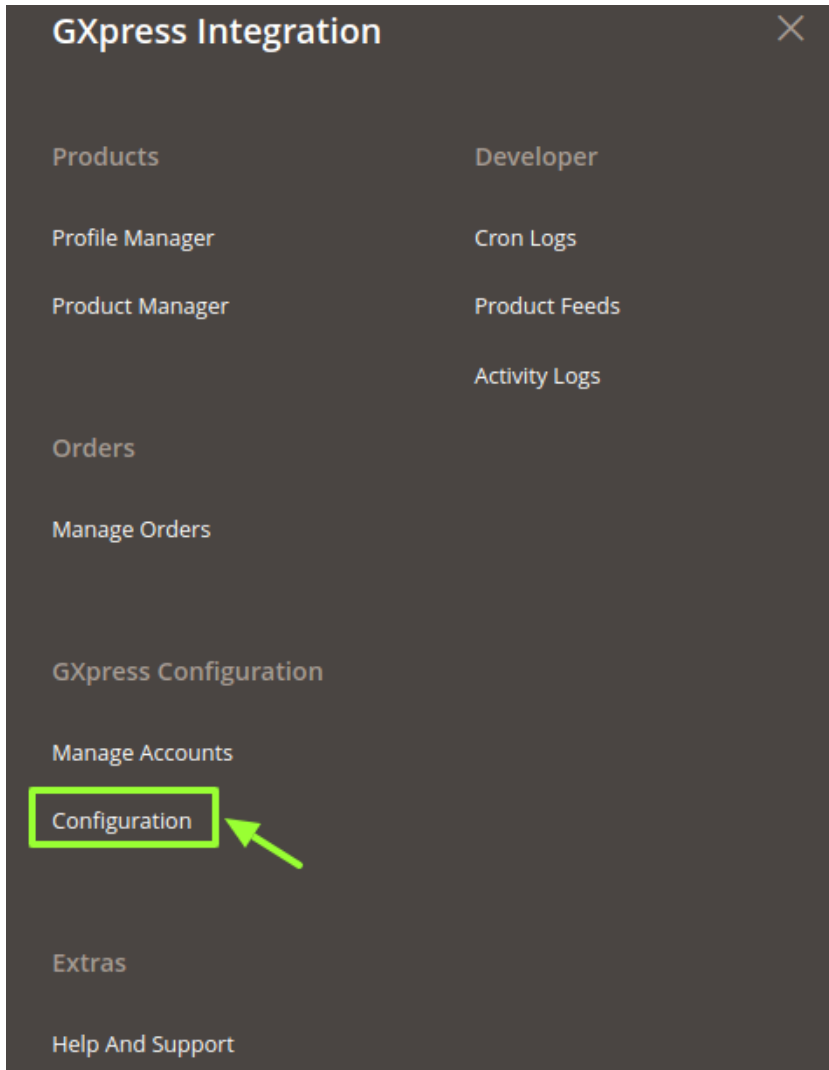 GXpress Integration
Products
Profile Manager
Product Manager
Orders
Manage Orders
GXpress Configuration
Manage Accounts
Configuration
Extras
Help And Support
Developer
Cron Logs
Product Feeds
Activity Logs